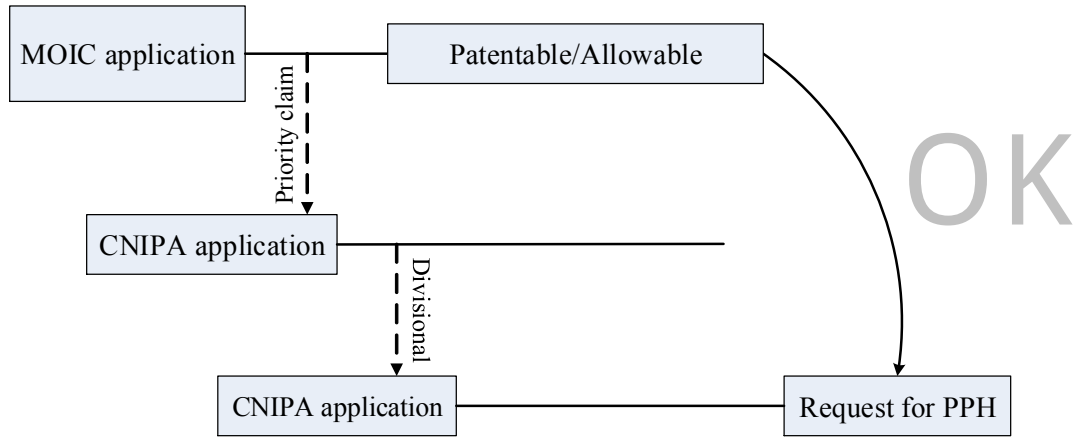 MOIC application
Patentable/Allowable
Priority claim
OK
CNIPA application
Divisional
CNIPA application
Request for PPH